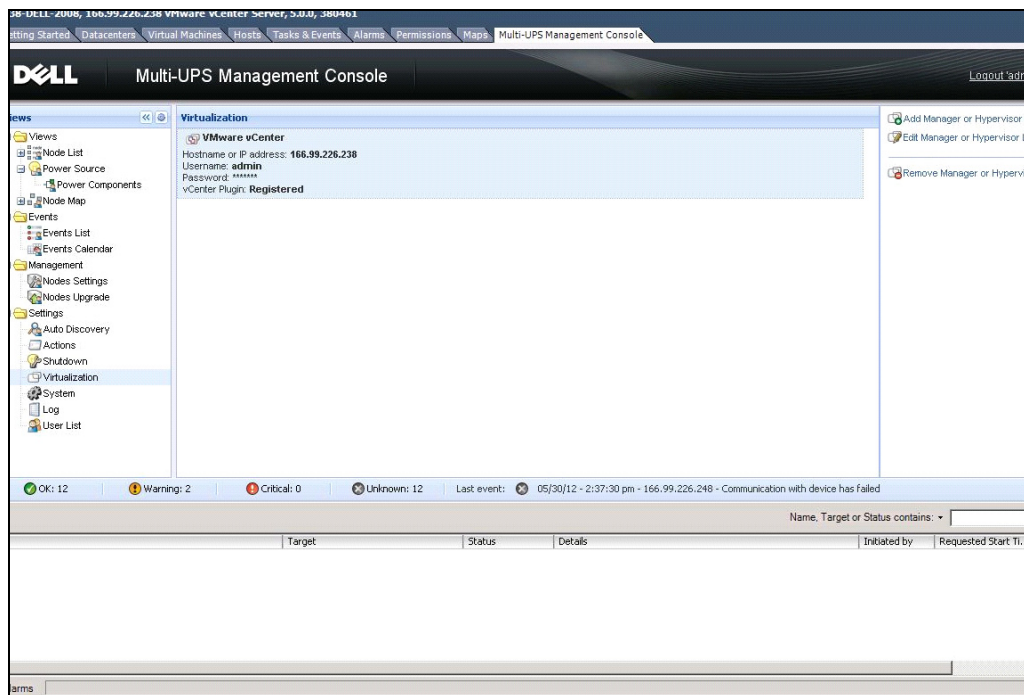 38-DELL-2008, 166.99.226.238 VMware vCenter Server, 5.0.0, 380461
etting Started Datacenters Virtual Machines Hosts Tasks & Events Alarms Permissions Maps Multi-UPS Management Console
DELL Multi-UPS Management Console Logout 'adm
iews
Views
Node List
Power Source
Power Components
Node Map
Events
Events List
Events Calendar
Management
Nodes Settings
Nodes Upgrade
Settings
Auto Discovery
Actions
Shutdown
Virtualization
System
Log
User List
Virtualization
VMware vCenter
Hostname or IP address: 166.99.226.238
Username: admin
Password: *******
vCenter Plugin: Registered
Add Manager or Hypervisor
Edit Manager or Hypervisor
Remove Manager or Hypervi
OK: 12 Warning: 2 Critical: 0 Unknown: 12 Last event: 05/30/12 - 2:37:30 pm - 166.99.226.248 - Communication with device has failed
Name, Target or Status contains:
Target Status Details Initiated by Requested Start Ti.
larms